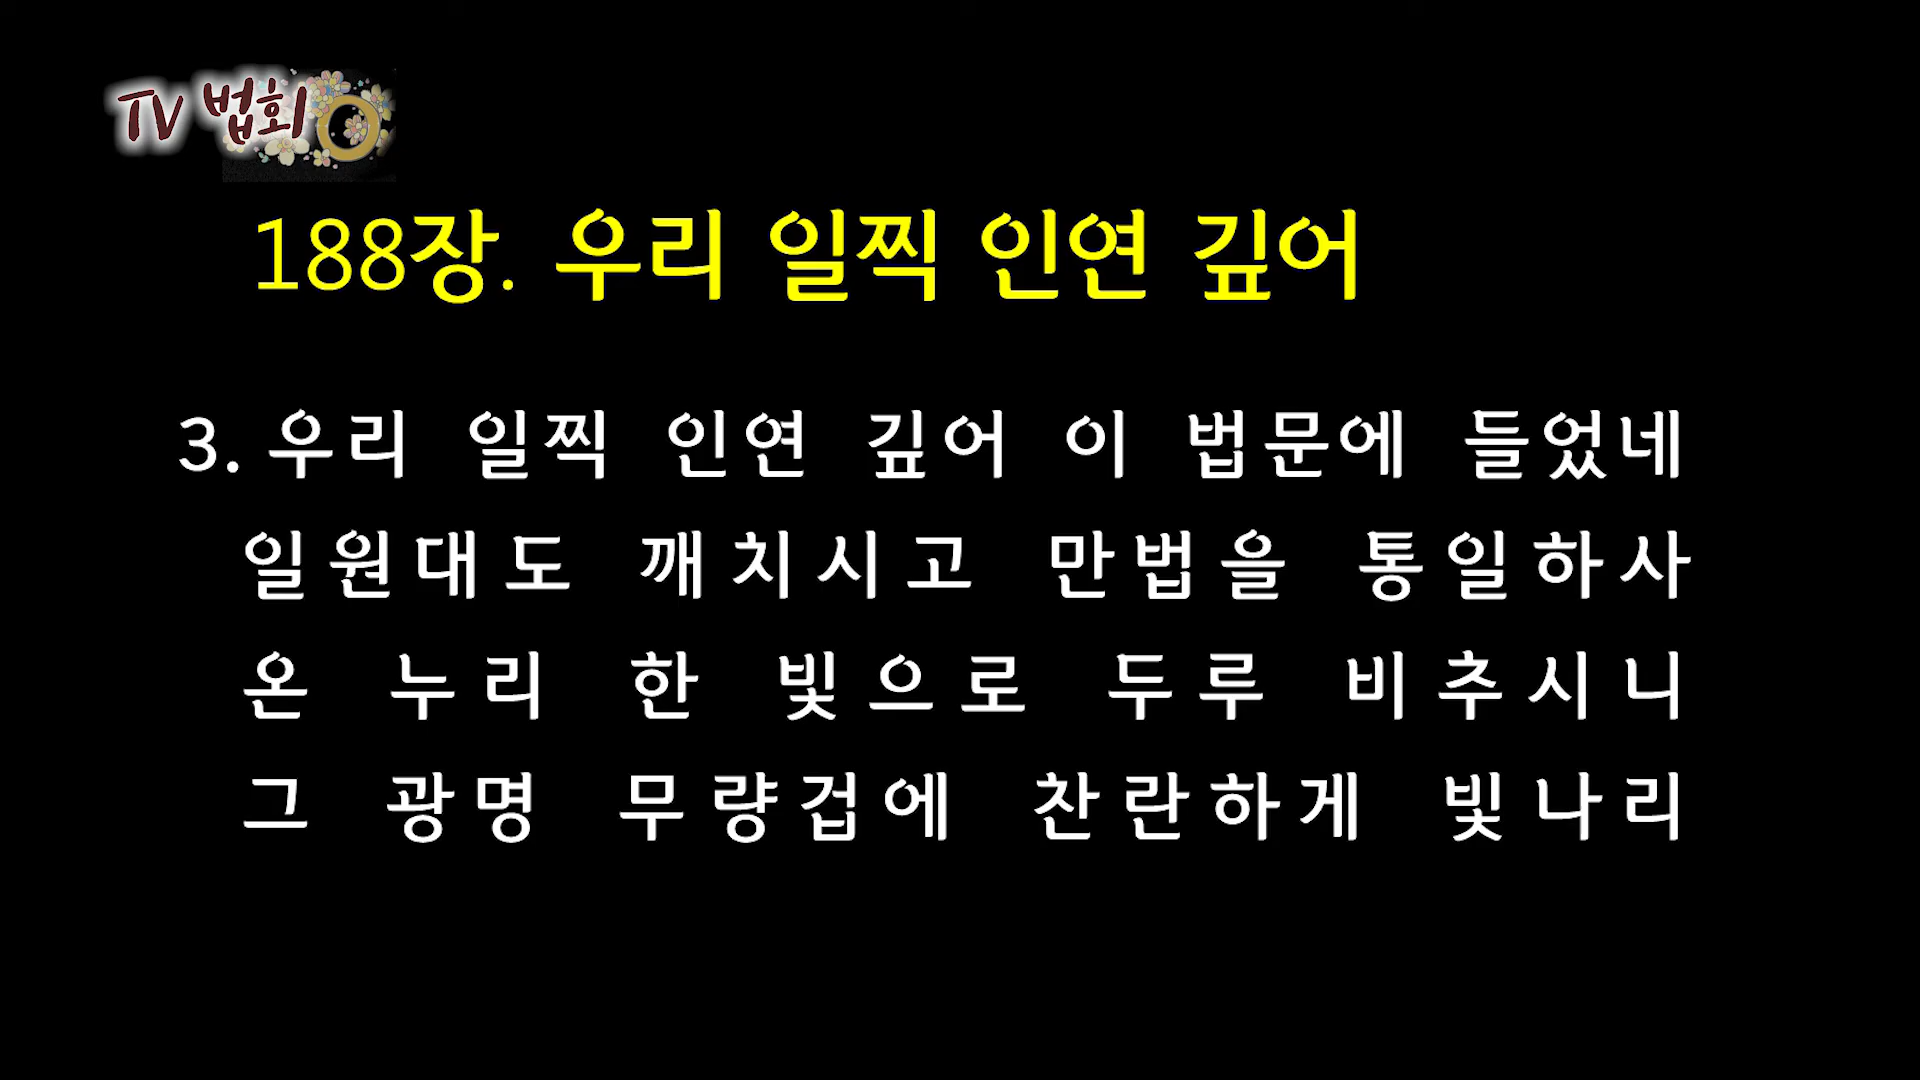 TV 법회
188장. 우리 일찍 인연 깊어
3. 우리 일찍 인연 깊어 이 법문에 들었네
일원대도 깨치시고 만법을 통일하사
온 누리 한 빛으로 두루 비추시니
그 광명 무량겁에 찬란하게 빛나리